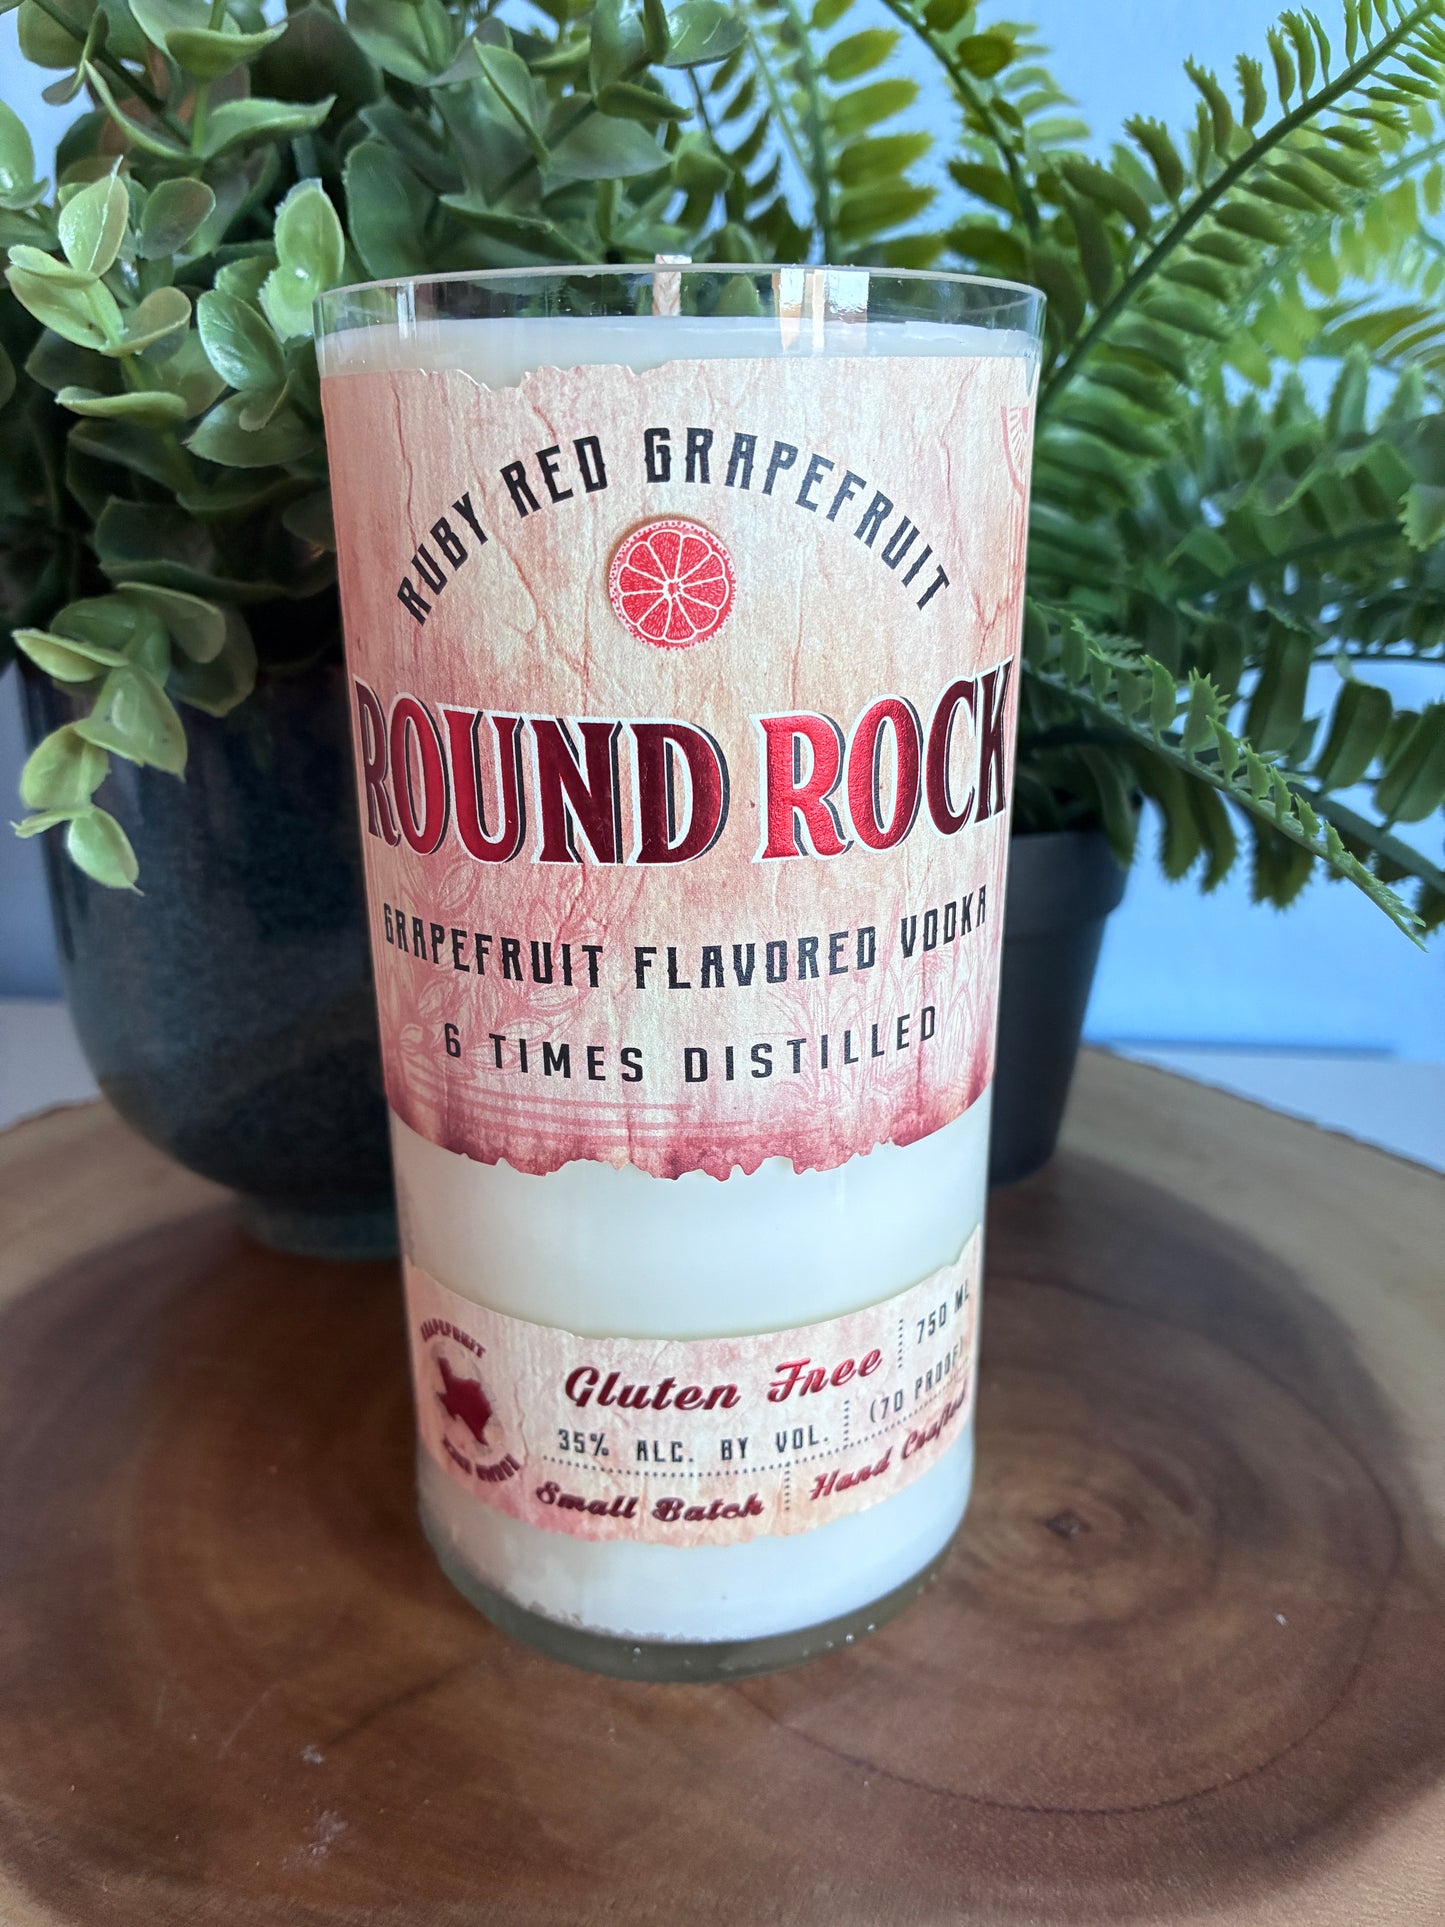 RUBY RED GRAPEFRUIT
ROUND ROCK
GRAPEFRUIT FLAVORED VODKA
6 TIMES DISTILLED
GRAPEFRUIT
Gluten Free
750 ML
35% ALC. BY VOL.
(70 PROOF)
Small Batch
Hand Crafted